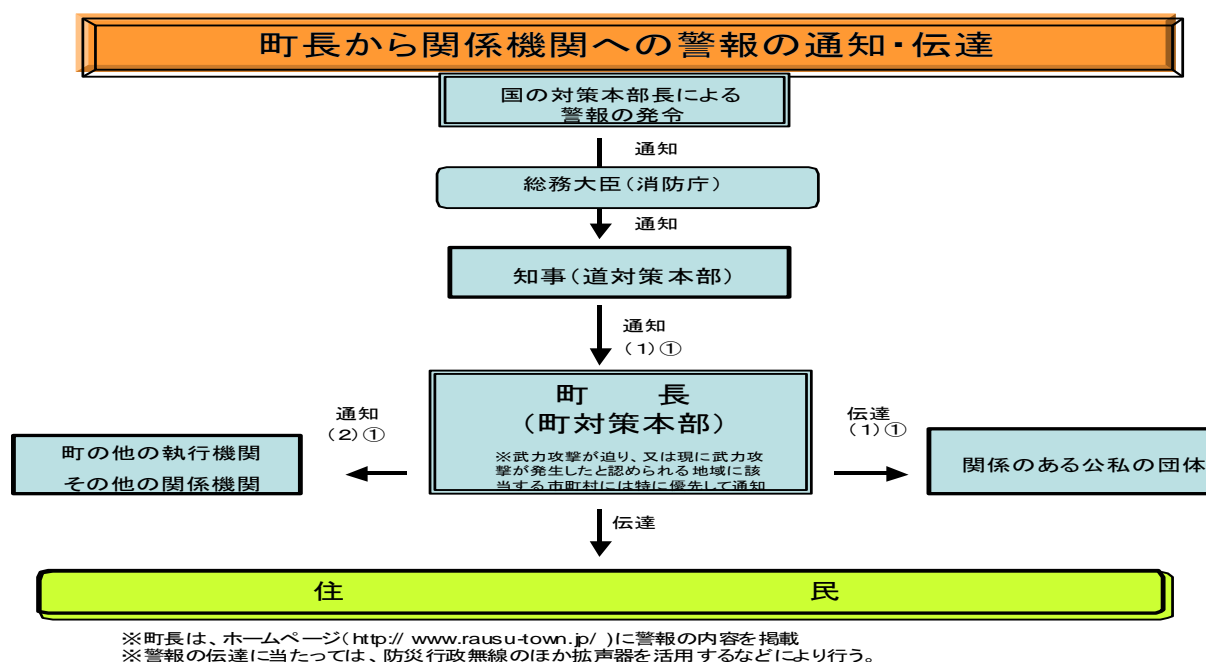 町長から関係機関への警報の通知・伝達
国の対策本部長による
警報の発令
通知
総務大臣(消防庁)
通知
知事(道対策本部)
通知
(1)①
町　　長
(町対策本部)
※武力攻撃が迫り、又は現に武力攻
撃が発生したと認められる地域に該
当する市町村には特に優先して通知
通知
(2)①
町の他の執行機関
その他の関係機関
伝達
(1)①
関係のある公私の団体
伝達
住　　　　　　　　民
※町長は、ホームページ(http:// www.rausu-town.jp/ )に警報の内容を掲載
※警報の伝達に当たっては、防災行政無線のほか拡声器を活用するなどにより行う。